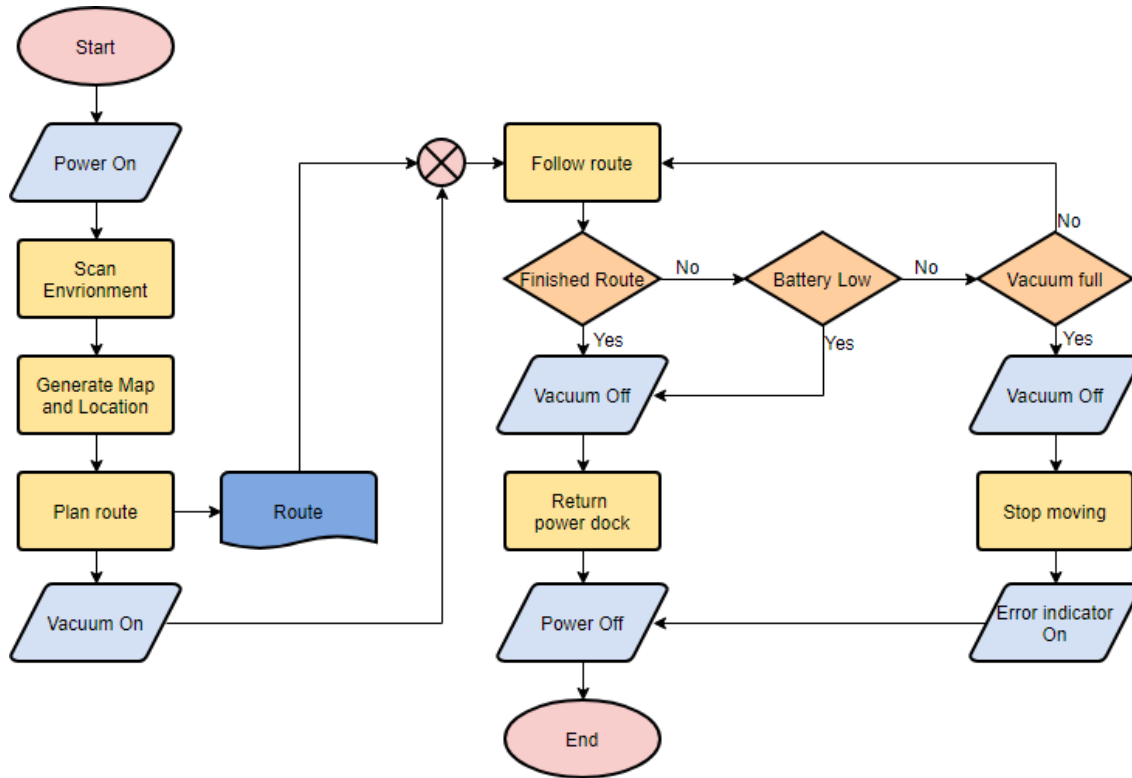 Start
Power On
Scan
Envrionment
Generate Map
and Location
Plan route
Route
Vacuum On
Follow route
Finished Route
No
Battery Low
No
Vacuum full
No
Yes
Yes
Yes
Vacuum Off
Vacuum Off
Return
power dock
Stop moving
Power Off
Error indicator
On
End